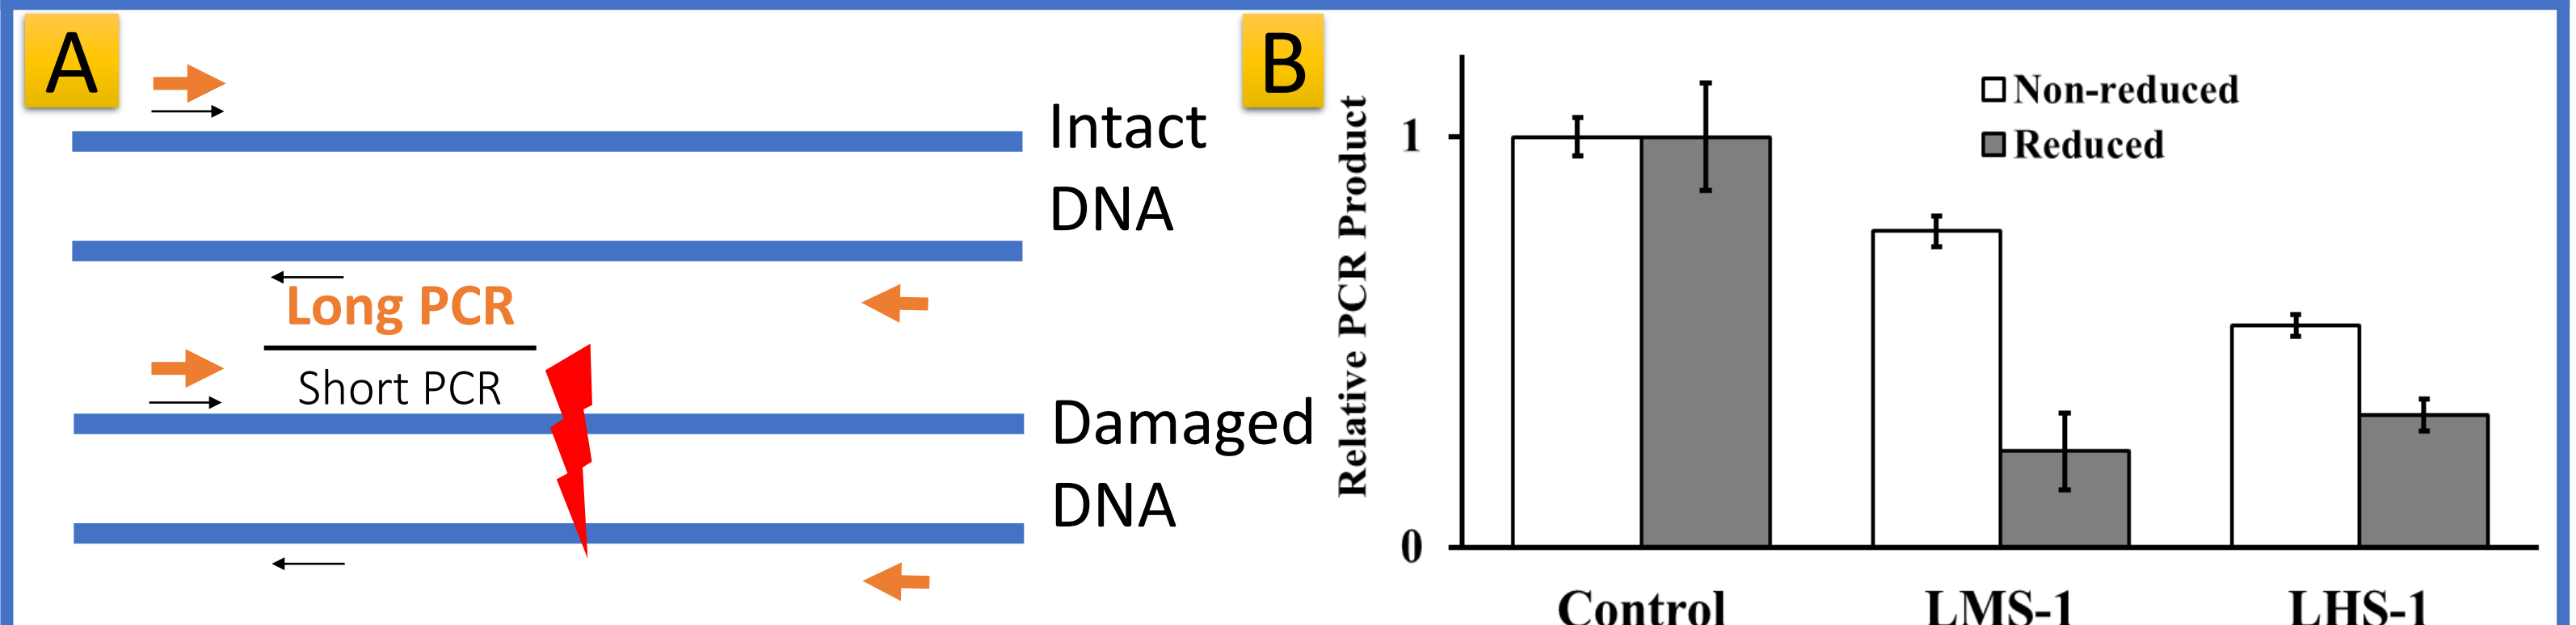 A
Intact
DNA
Long PCR
Short PCR
Damaged
DNA
B
Relative PCR Product
1
0
Non-reduced
Reduced
Control
LMS-1
LHS-1